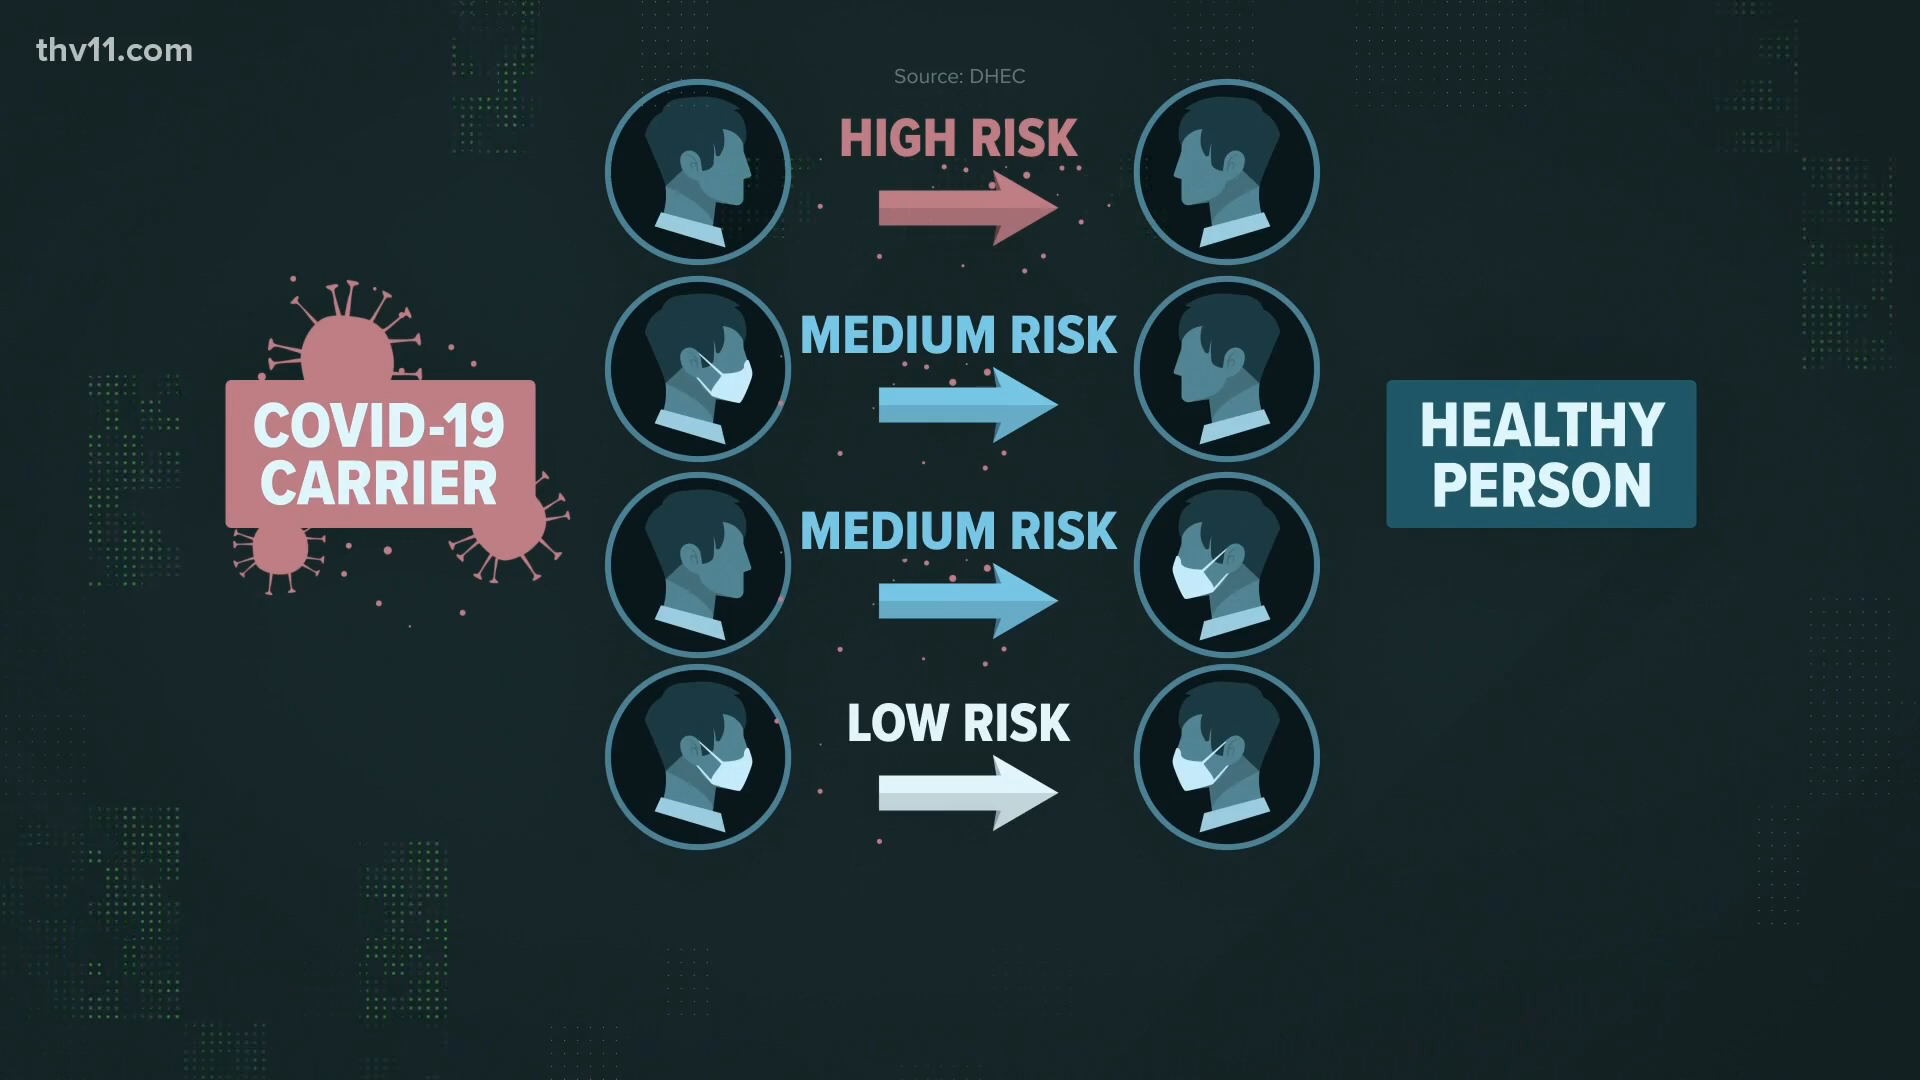 thv11.com
Source: DHEC
HIGH RISK
MEDIUM RISK
COVID-19
CARRIER
HEALTHY
PERSON
MEDIUM RISK
LOW RISK